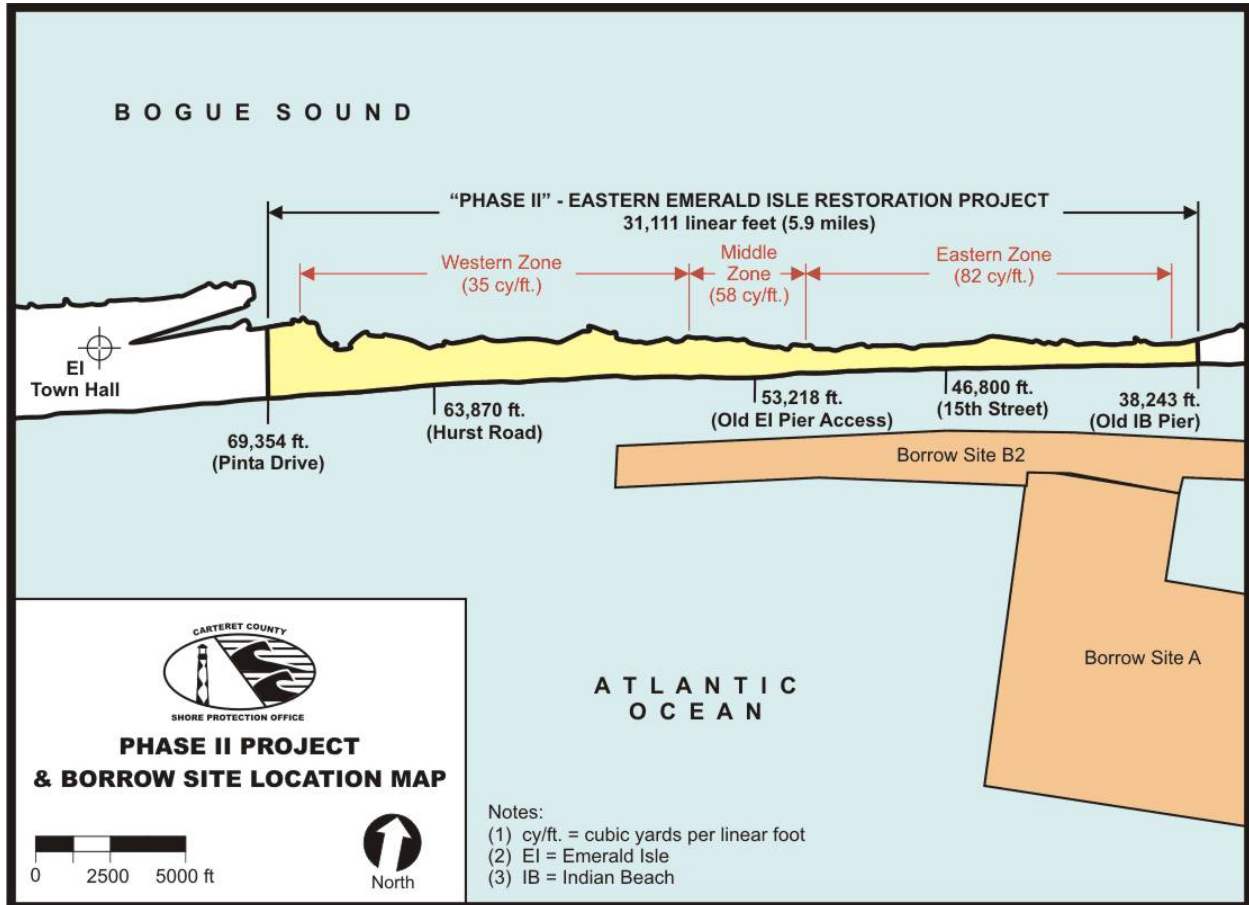 BOGUE SOUND
"PHASE II" - EASTERN EMERALD ISLE RESTORATION PROJECT
31,111 linear feet (5.9 miles)
Western Zone
(35 cy/ft.)
Middle
Zone
(58 cy/ft.)
Eastern Zone
(82 cy/ft.)
EI
Town Hall
69,354 ft.
(Pinta Drive)
63,870 ft.
(Hurst Road)
53,218 ft.
(Old EI Pier Access)
46,800 ft.
(15th Street)
38,243 ft.
(Old IB Pier)
Borrow Site B2
Borrow Site A
ATLANTIC
OCEAN
CARTERET COUNTY
SHORE PROTECTION OFFICE
PHASE II PROJECT
& BORROW SITE LOCATION MAP
0 2500 5000 ft
North
Notes:
(1) cy/ft. = cubic yards per linear foot
(2) EI = Emerald Isle
(3) IB = Indian Beach